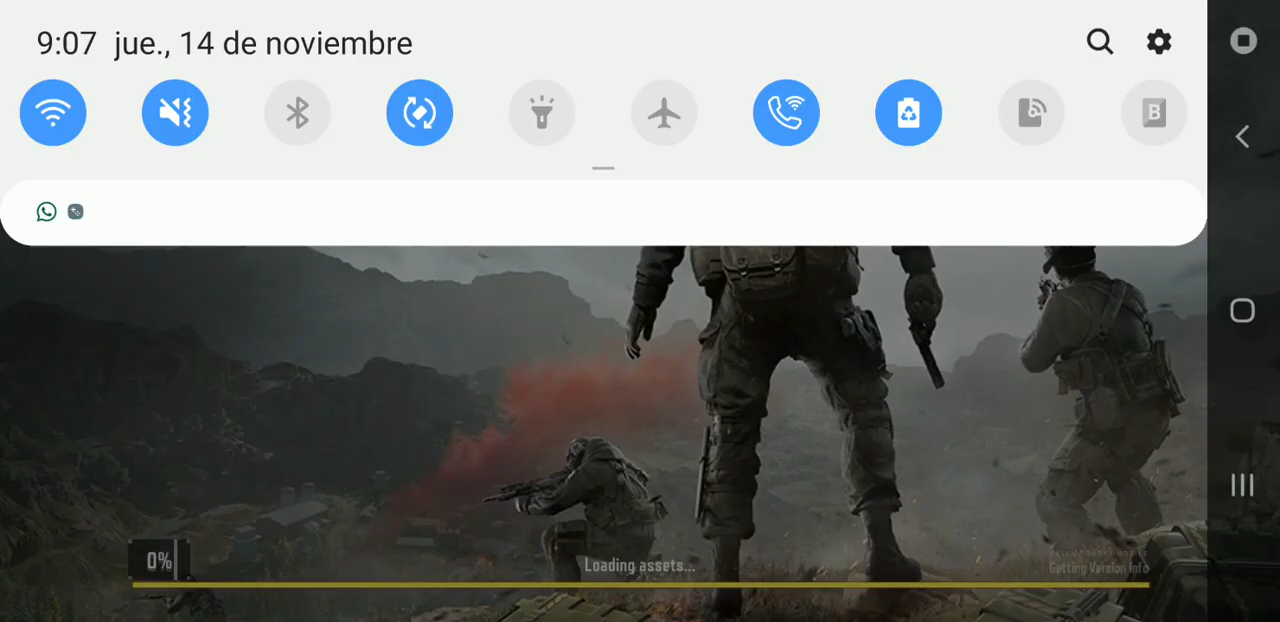 9:07 jue., 14 de noviembre
B
0%
Loading assets...
Getting Version Info